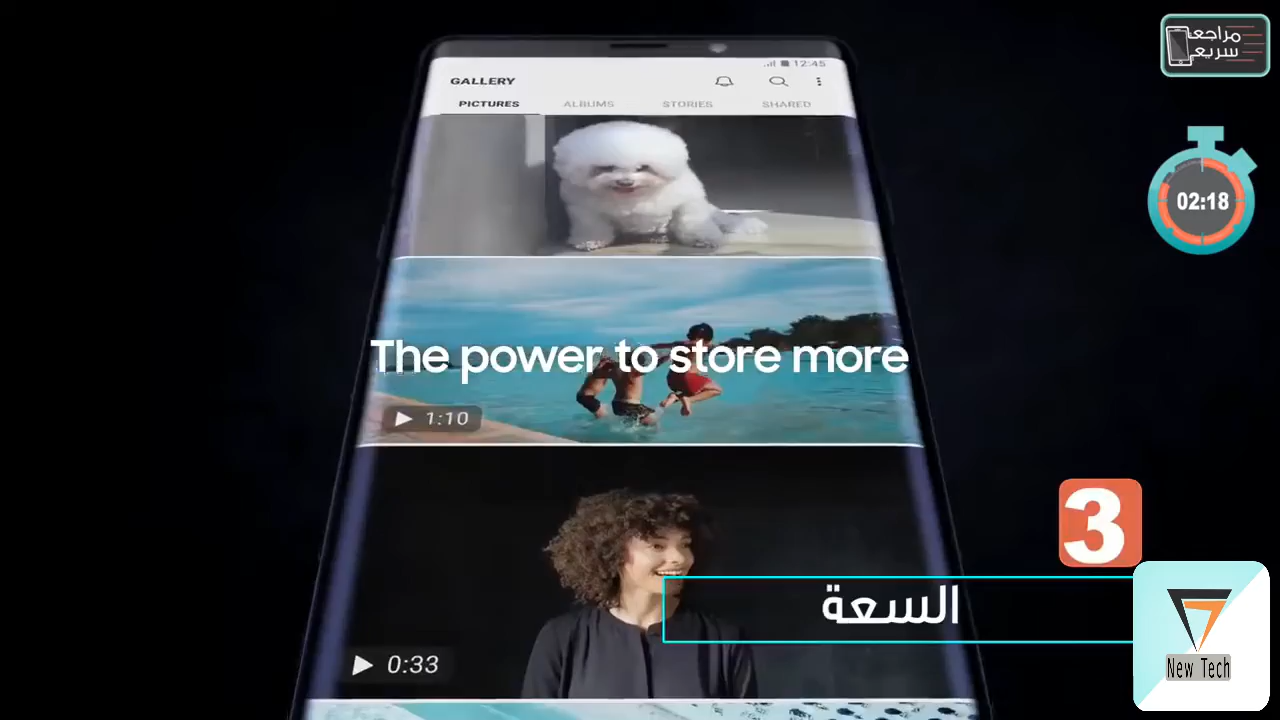 مراجعة
سريعة
12:45
GALLERY
PICTURES ALBUMS STORIES SHARED
02:18
The power to store more
1:10
3
السعة
0:33
New Tech